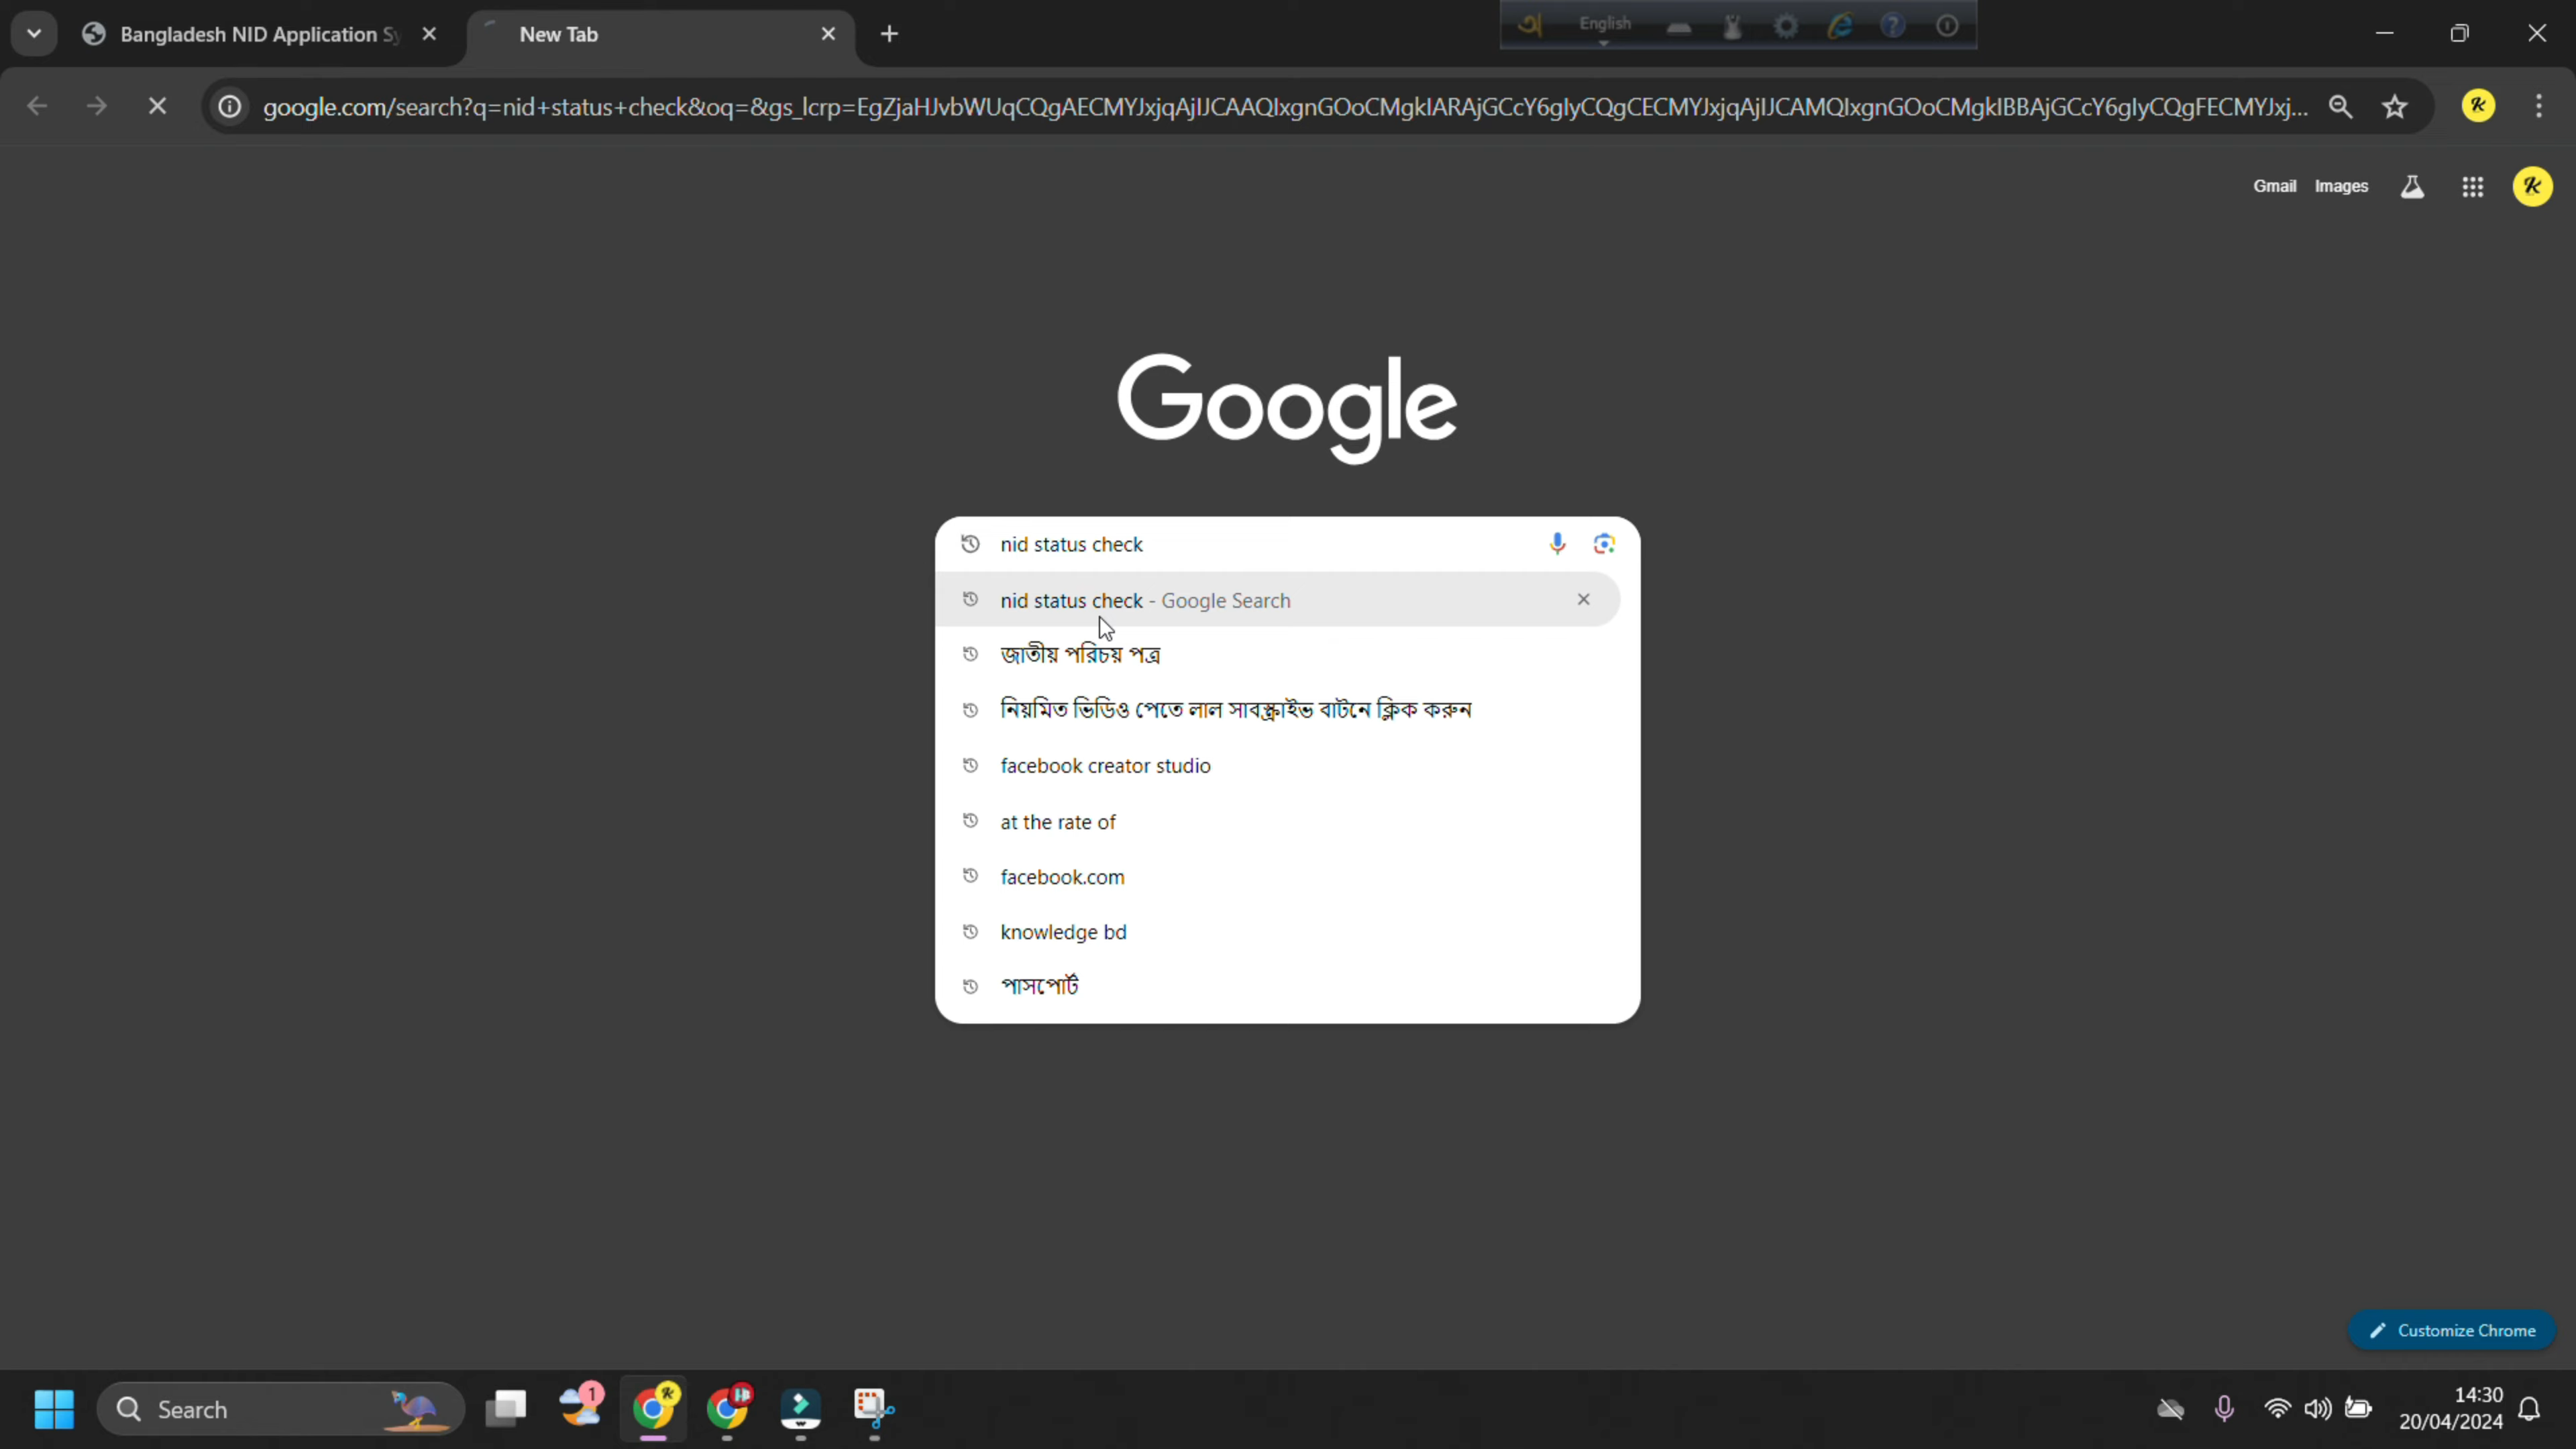 Bangladesh NID Application Sy
New Tab
English
google.com/search?q=nid+status+check&oq=&gs_lcrp=EgZjaHJvbWUqCQgAECMYJxjqAjIJCAAQIxgnGOoCMgkIARAjGCcY6gIyCQgCECMYJxjqAjIJCAMQIxgnGOoCMgkIBBAjGCcY6gIyCQgFECMYJxj...
Gmail Images
Google
nid status check
nid status check - Google Search
জাতীয় পরিচয় পত্র
নিয়মিত ভিডিও পেতে লাল সাবস্ক্রাইভ বাটনে ক্লিক করুন
facebook creator studio
at the rate of
facebook.com
knowledge bd
পাসপোর্ট
Customize Chrome
Search
1
14:30
20/04/2024